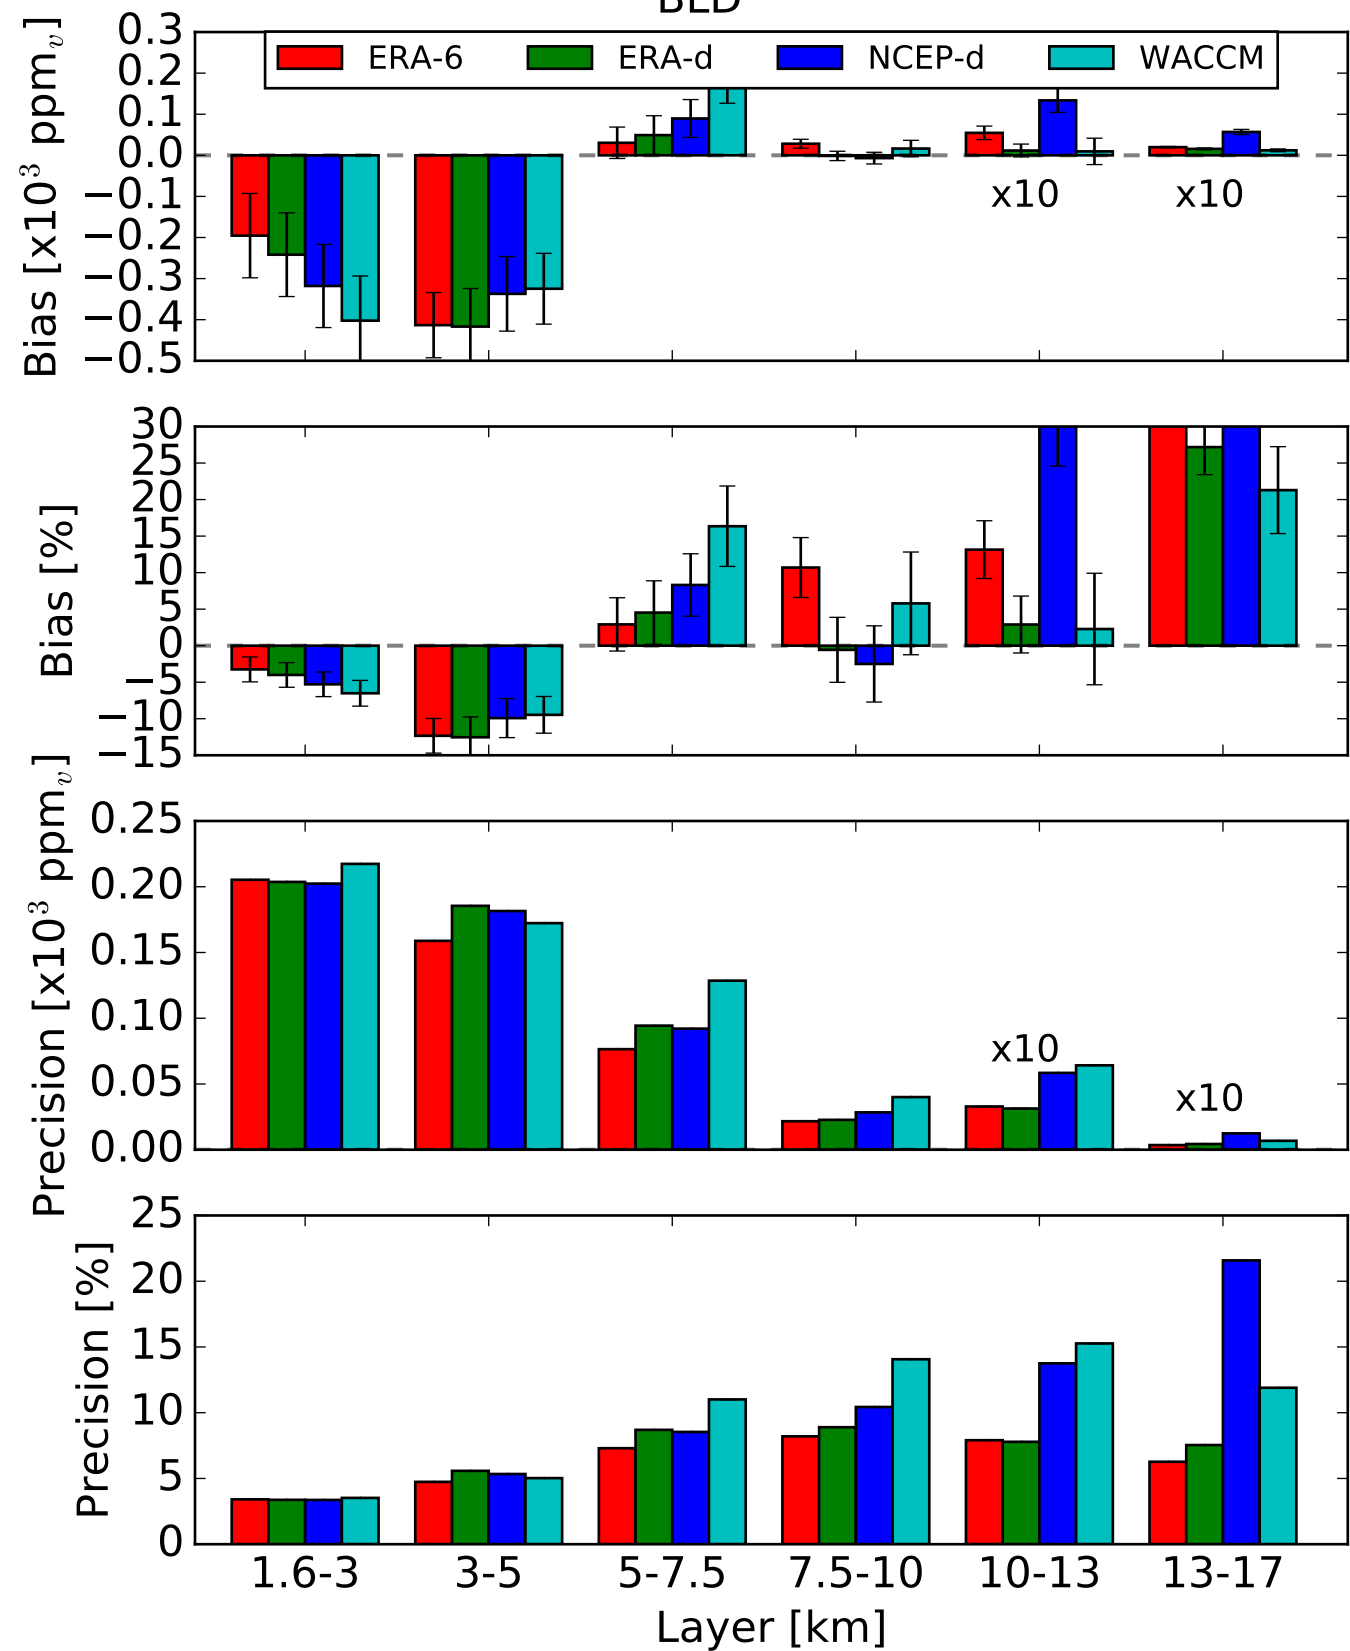 BLD
ERA-6 ERA-d NCEP-d WACCM
Bias [x10³ ppmᵥ]
0.3
0.2
0.1
0.0
−0.1
−0.2
−0.3
−0.4
−0.5
x10 x10
Bias [%]
30
25
20
15
10
5
0
−5
−10
−15
Precision [x10³ ppmᵥ]
0.25
0.20
0.15
0.10
0.05
0.00
x10
x10
Precision [%]
25
20
15
10
5
0
1.6-3 3-5 5-7.5 7.5-10 10-13 13-17
Layer [km]